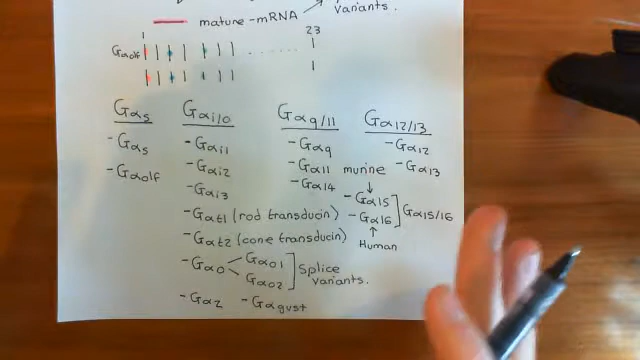 mature-mRNA
variants.
1
23
Gαolf
Gαs
Gαi/o
Gαq/11
Gα12/13
- Gαs
- Gαolf
- Gαi1
- Gαi2
- Gαi3
- Gαt1 (rod transducin)
- Gαt2 (cone transducin)
- Gαo
Gαo1
Gαo2
Splice
variants.
- Gαz
- Gαgust
- Gαq
- Gα11
- Gα14
murine
- Gα15
- Gα16
Gα15/16
Human
- Gα12
- Gα13